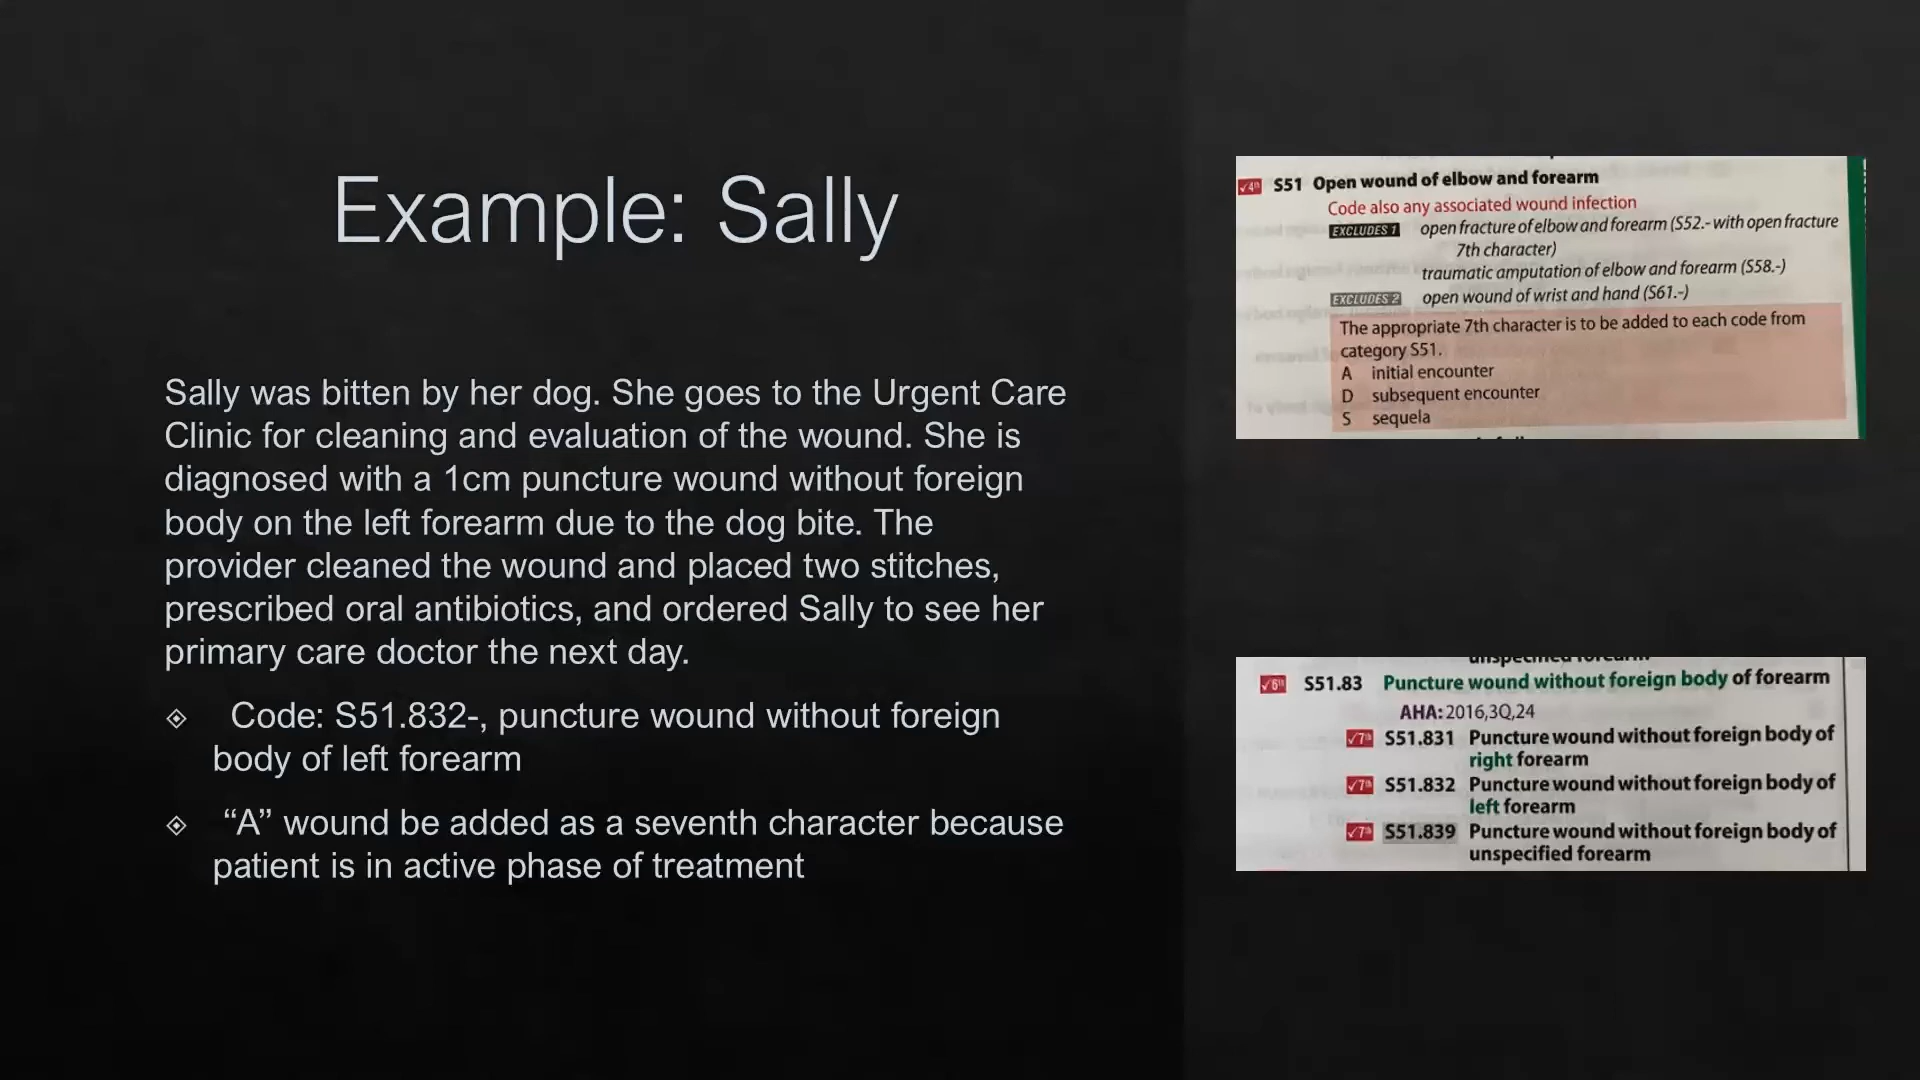 Example: Sally
Sally was bitten by her dog. She goes to the Urgent Care
Clinic for cleaning and evaluation of the wound. She is
diagnosed with a 1cm puncture wound without foreign
body on the left forearm due to the dog bite. The
provider cleaned the wound and placed two stitches,
prescribed oral antibiotics, and ordered Sally to see her
primary care doctor the next day.
Code: S51.832-, puncture wound without foreign
body of left forearm
“A” wound be added as a seventh character because
patient is in active phase of treatment
√4th S51 Open wound of elbow and forearm
Code also any associated wound infection
EXCLUDES 1 open fracture of elbow and forearm (S52.- with open fracture
7th character)
traumatic amputation of elbow and forearm (S58.-)
EXCLUDES 2 open wound of wrist and hand (S61.-)
The appropriate 7th character is to be added to each code from
category S51.
A initial encounter
D subsequent encounter
S sequela
√6th S51.83 Puncture wound without foreign body of forearm
AHA: 2016,3Q,24
√7th S51.831 Puncture wound without foreign body of
right forearm
√7th S51.832 Puncture wound without foreign body of
left forearm
√7th S51.839 Puncture wound without foreign body of
unspecified forearm